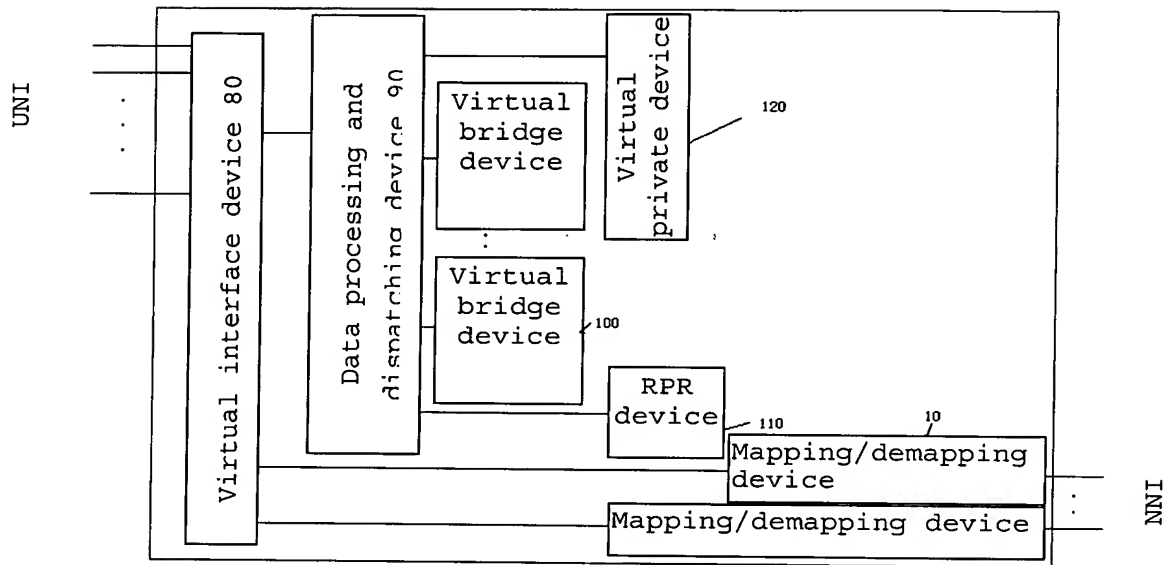 UNI
Virtual interface device 80
Data processing and
dispatching device 90
Virtual
bridge
device
Virtual
private device
120
Virtual
bridge
device
100
RPR
device
110
10
Mapping/demapping
device
Mapping/demapping device
NNI